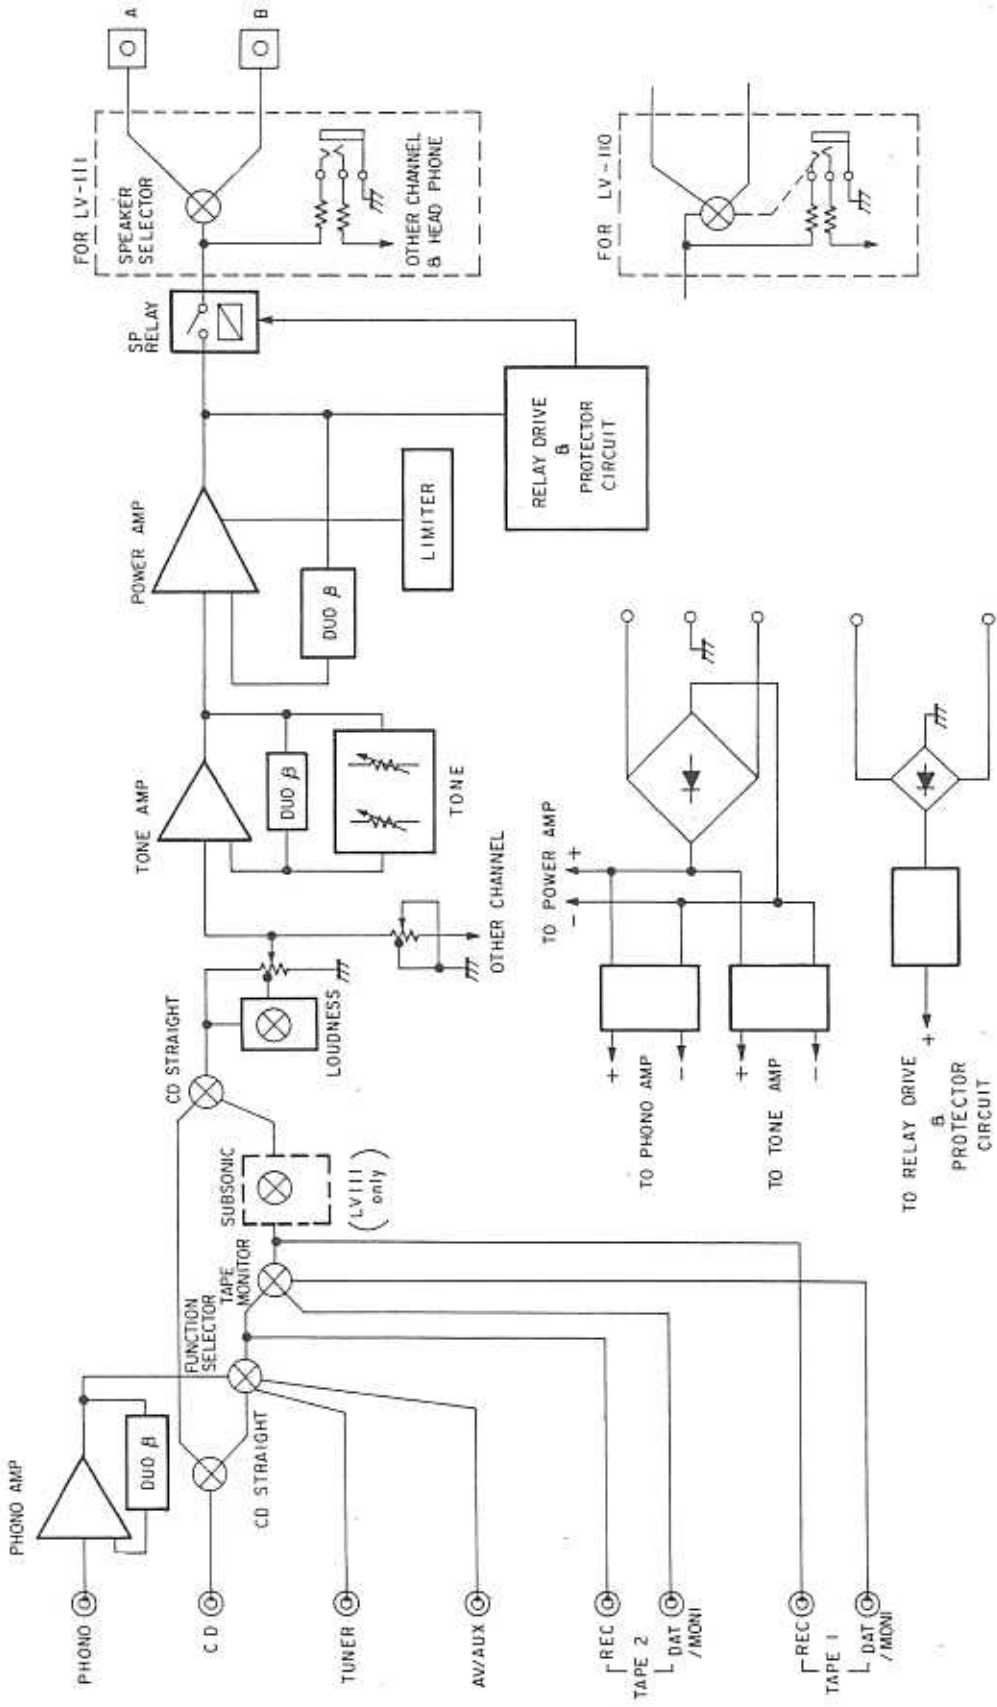 PHONO
CD
TUNER
AV/AUX
REC
TAPE 2
DAT
/MONI
REC
TAPE 1
DAT
/MONI
PHONO AMP
DUO β
CD STRAIGHT
FUNCTION
SELECTOR
TAPE
MONITOR
SUBSONIC
(LV111
only)
CD STRAIGHT
LOUDNESS
OTHER CHANNEL
TONE AMP
DUO β
TONE
POWER AMP
DUO β
LIMITER
RELAY DRIVE
&
PROTECTOR
CIRCUIT
SP
RELAY
FOR LV-111
SPEAKER
SELECTOR
OTHER CHANNEL
& HEAD PHONE
A
B
FOR LV-110
TO POWER AMP
- +
+
TO PHONO AMP
-
+
TO TONE AMP
-
+
TO RELAY DRIVE
&
PROTECTOR
CIRCUIT